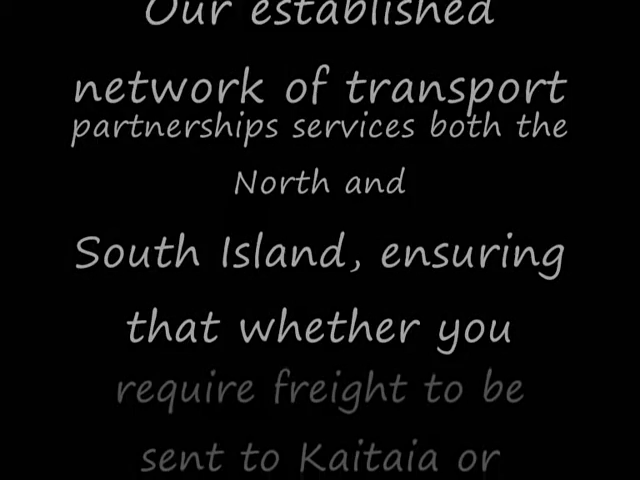 Our established
network of transport
partnerships services both the
North and
South Island, ensuring
that whether you
require freight to be
sent to Kaitaia or